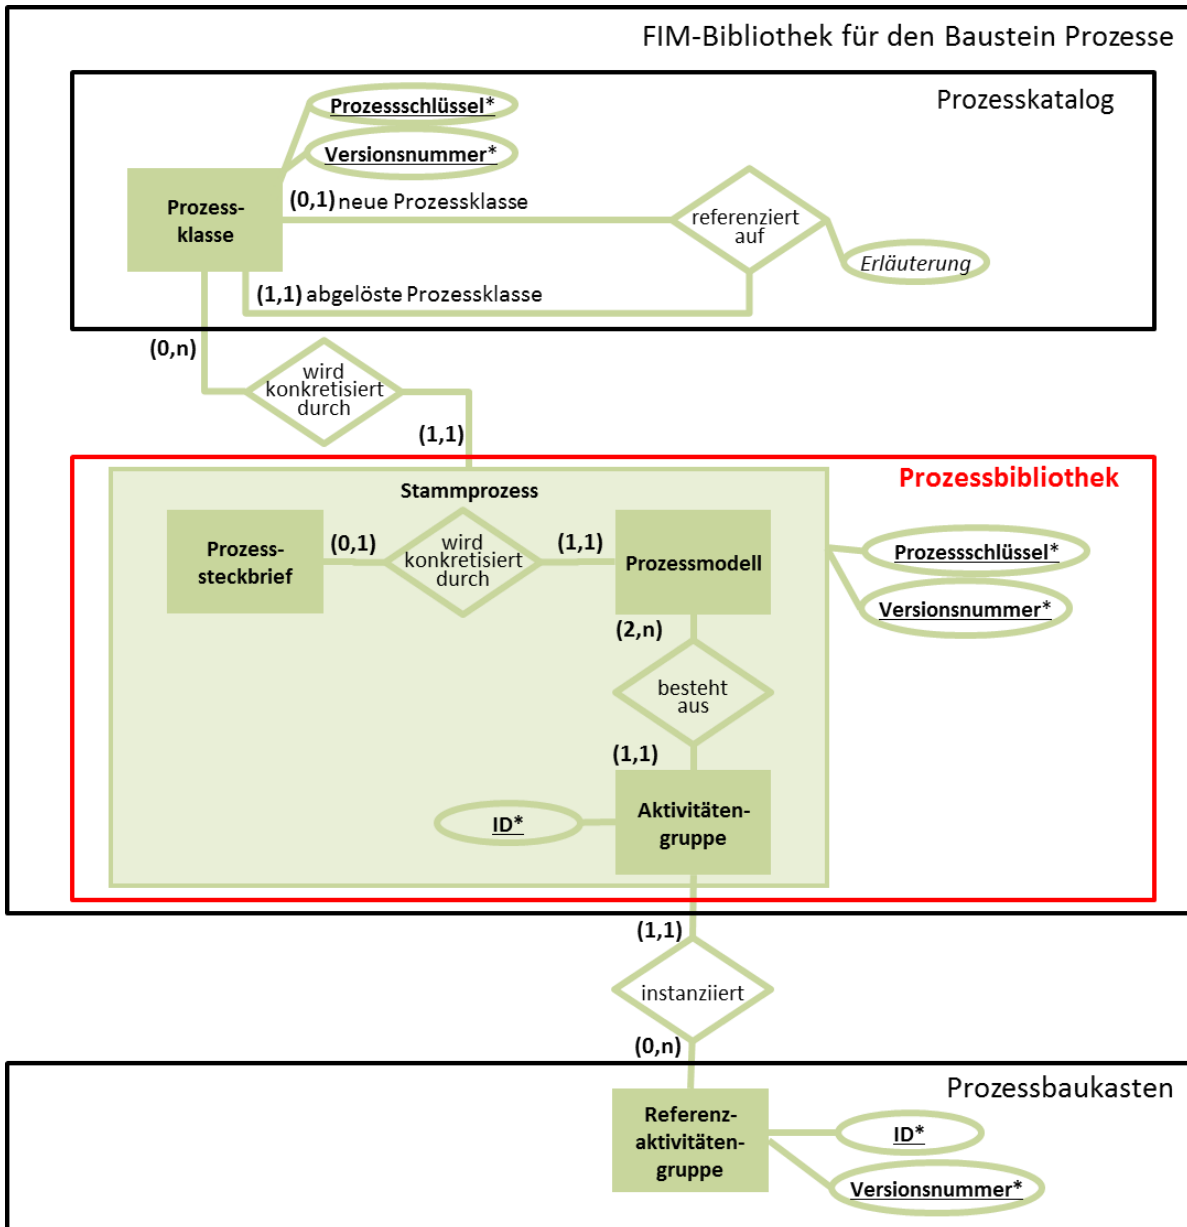 FIM-Bibliothek für den Baustein Prozesse
Prozesskatalog
Prozessschlüssel*
Versionsnummer*
Prozess-
klasse
(0,1) neue Prozessklasse
referenziert
auf
Erläuterung
(1,1) abgelöste Prozessklasse
(0,n)
wird
konkretisiert
durch
(1,1)
Prozessbibliothek
Stammprozess
Prozess-
steckbrief
(0,1)
wird
konkretisiert
durch
(1,1)
Prozessmodell
Prozessschlüssel*
Versionsnummer*
(2,n)
besteht
aus
(1,1)
ID*
Aktivitäten-
gruppe
(1,1)
instanziiert
(0,n)
Prozessbaukasten
Referenz-
aktivitäten-
gruppe
ID*
Versionsnummer*